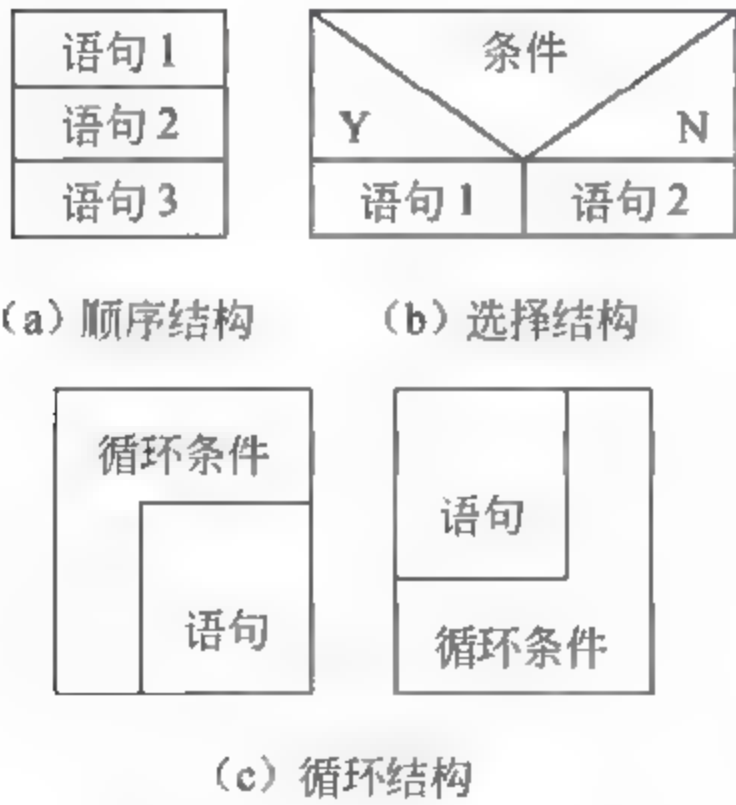 语句1
语句2
语句3
条件
Y
N
语句1
语句2
(a) 顺序结构
(b) 选择结构
循环条件
语句
语句
循环条件
(c) 循环结构